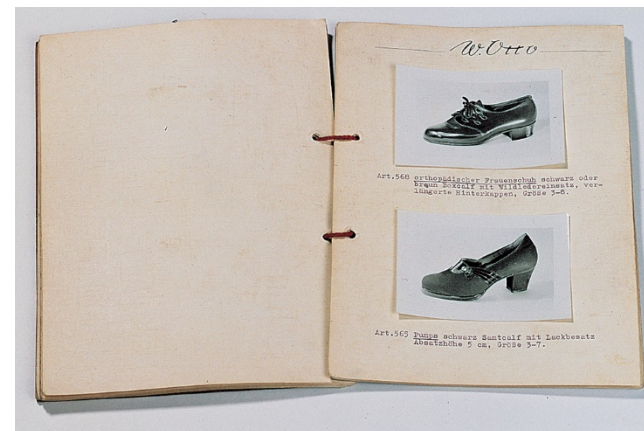 W. Otto
Art.568 orthopädischer Frauenschuh schwarz oder
braun Boxcalf mit Wildledereinsatz, ver-
längerte Hinterkappen, Größe 3-8.
Art.565 Pumps schwarz Samtcalf mit Lackbesatz
Absatzhöhe 5 cm, Größe 3-7.